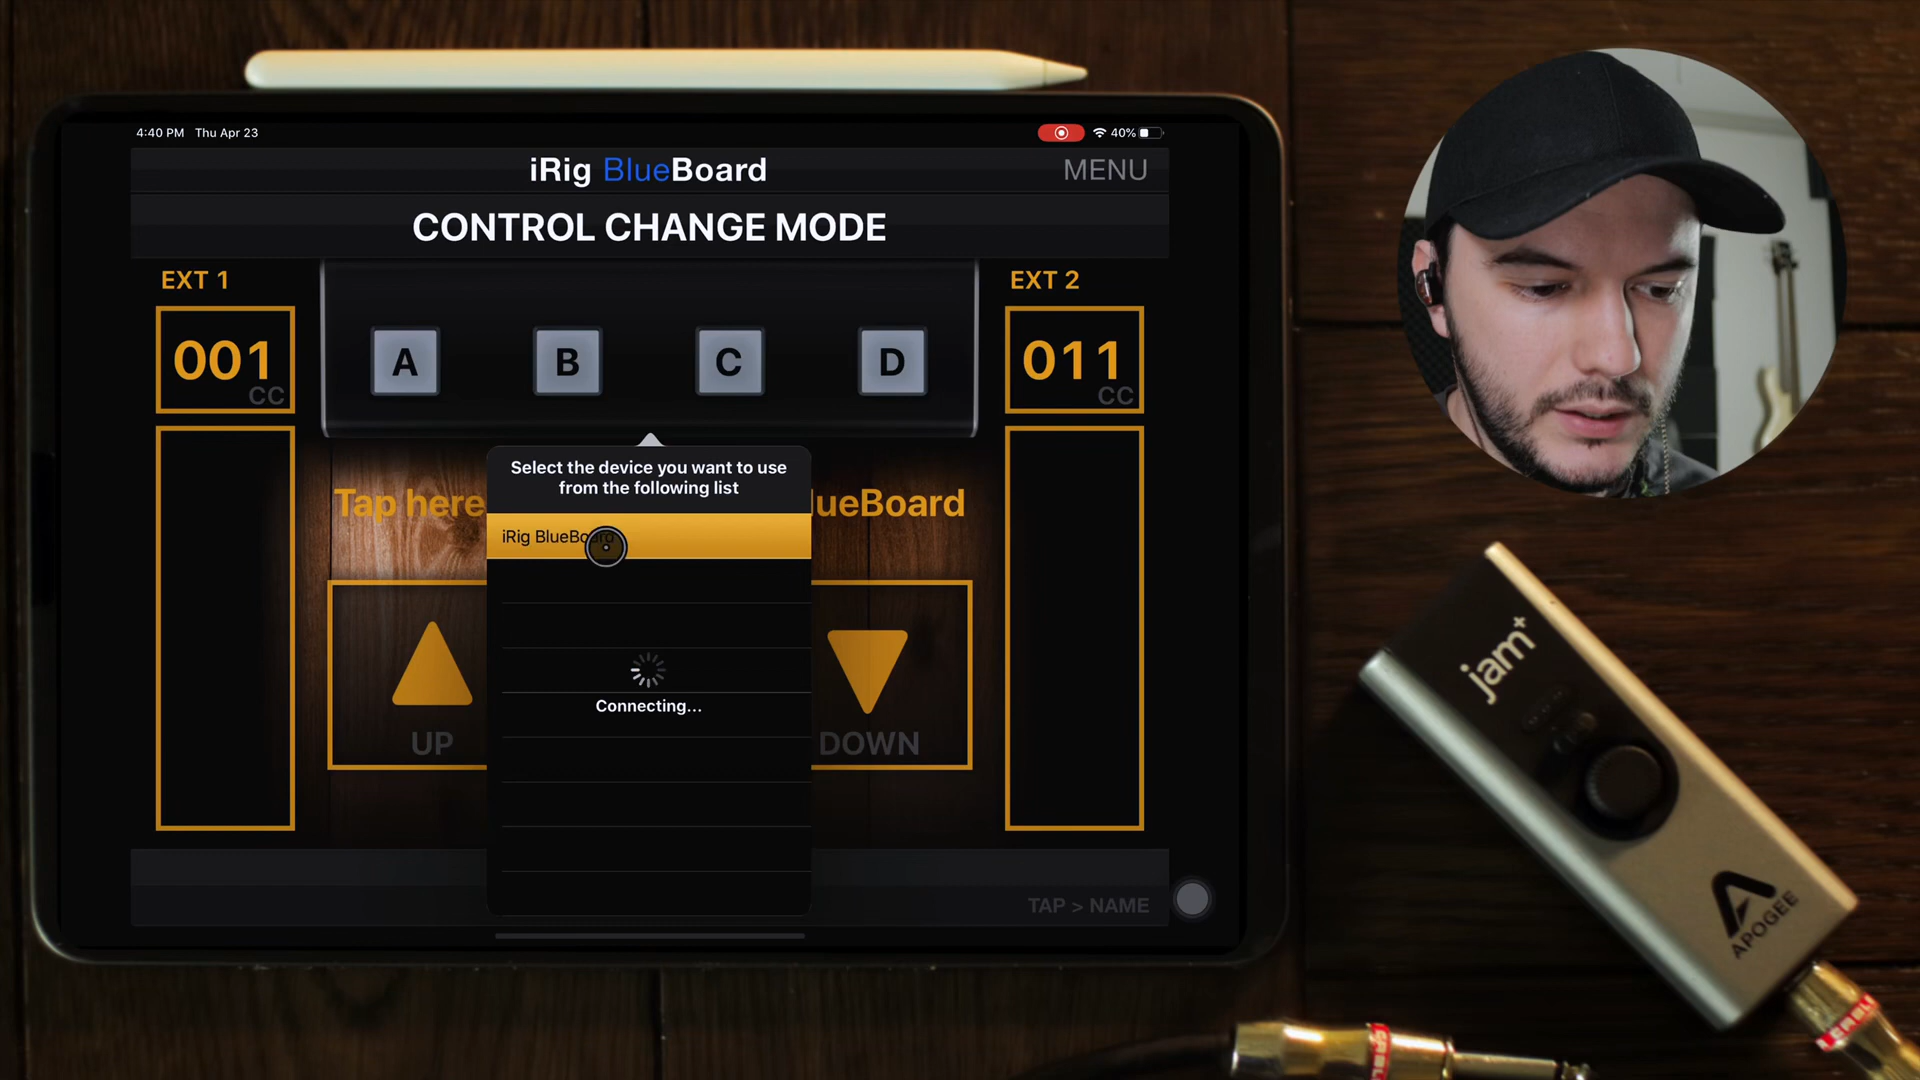 4:40 PM Thu Apr 23
40%
iRig BlueBoard
MENU
CONTROL CHANGE MODE
EXT 1
EXT 2
001
CC
A
B
C
D
011
CC
Select the device you want to use
from the following list
Tap here
lueBoard
iRig BlueBoard
Connecting...
UP
DOWN
TAP > NAME
jam+
APOGEE